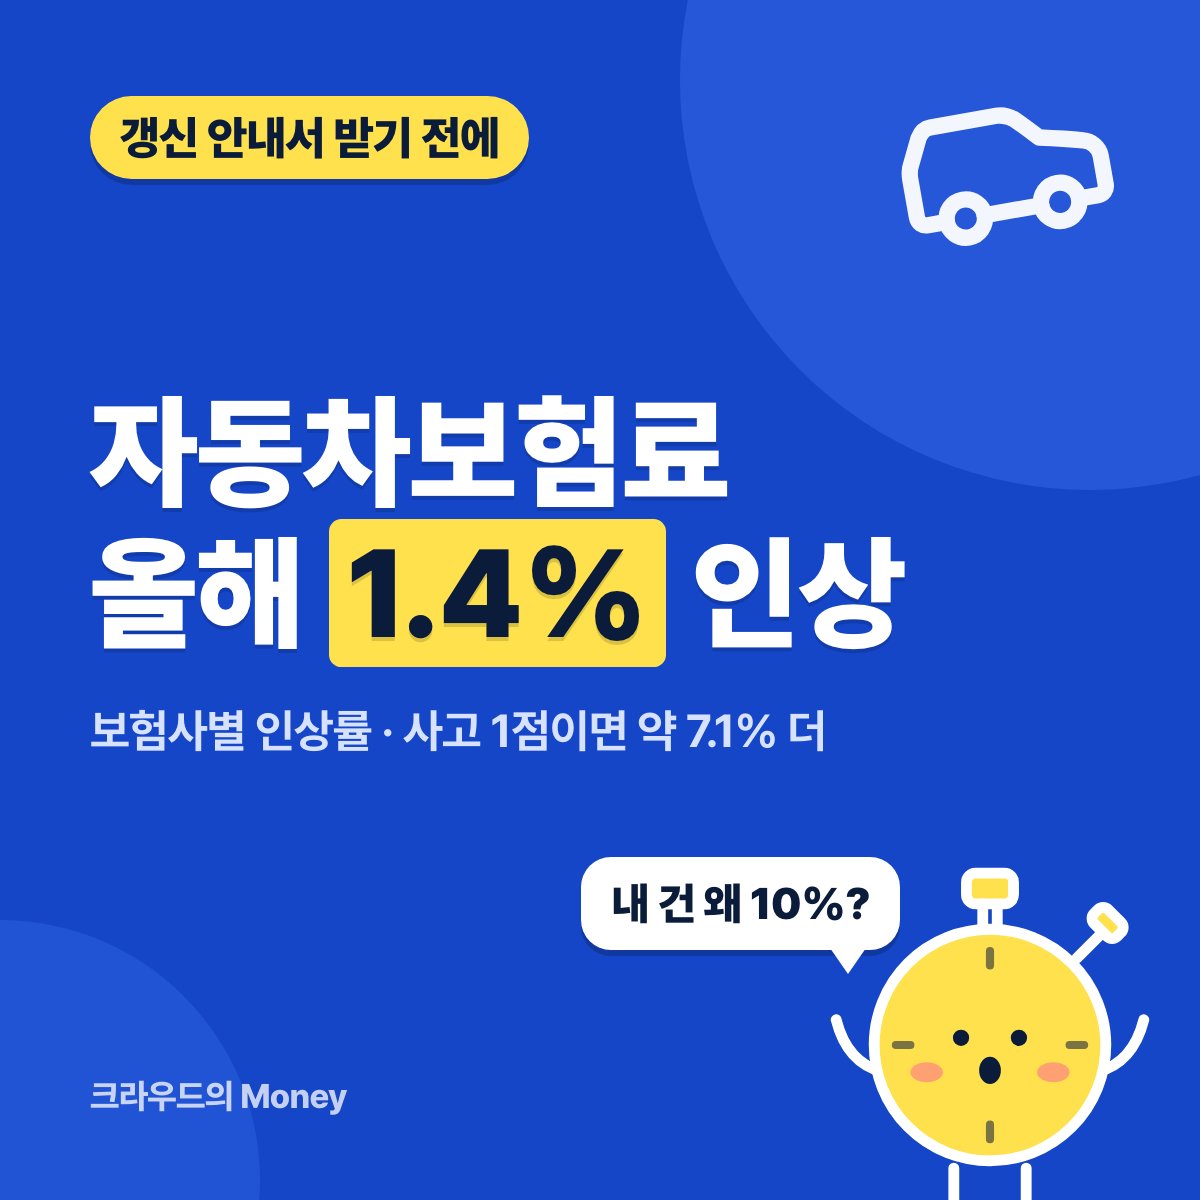 갱신 안내서 받기 전에
자동차보험료
올해 1.4% 인상
보험사별 인상률 · 사고 1점이면 약 7.1% 더
내 건 왜 10%?
크라우드의 Money